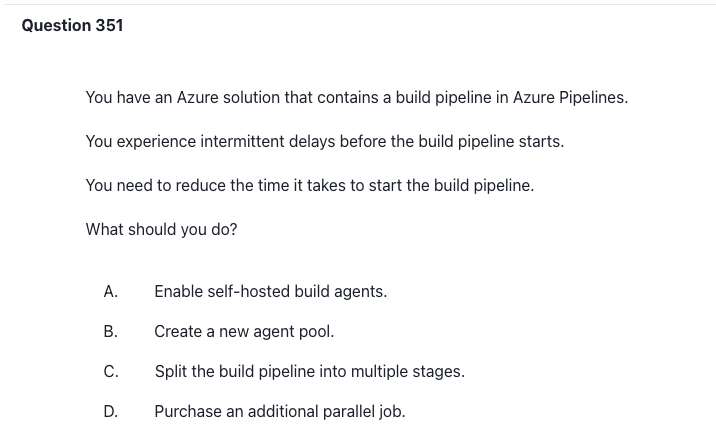 Question 351
You have an Azure solution that contains a build pipeline in Azure Pipelines.
You experience intermittent delays before the build pipeline starts.
You need to reduce the time it takes to start the build pipeline.
What should you do?
A. Enable self-hosted build agents.
B. Create a new agent pool.
C. Split the build pipeline into multiple stages.
D. Purchase an additional parallel job.